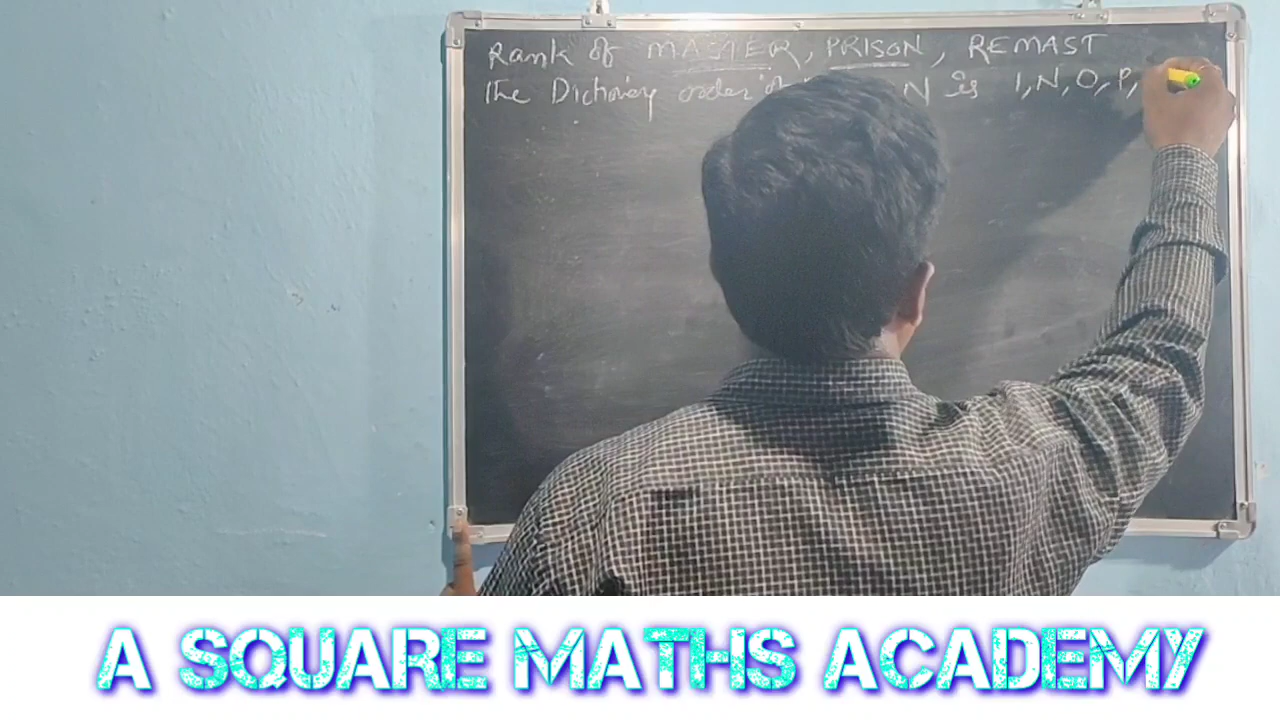 Rank of MASTER, PRISON, REMAST
The Dictionary order of N is I, N, O, P,
A SQUARE MATHS ACADEMY